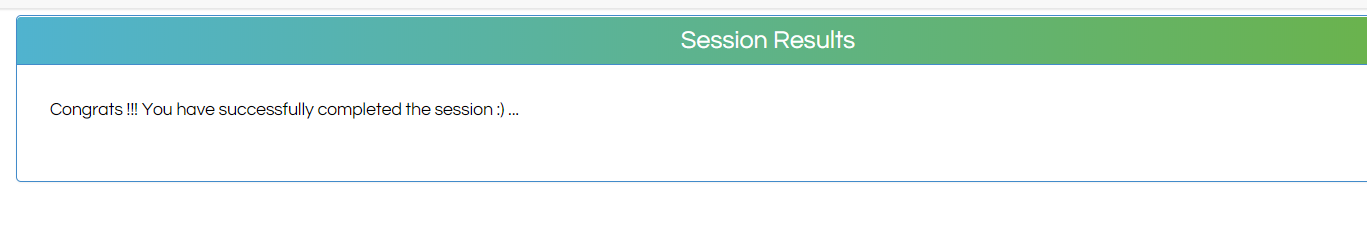 Session Results
Congrats !!! You have successfully completed the session :) ...